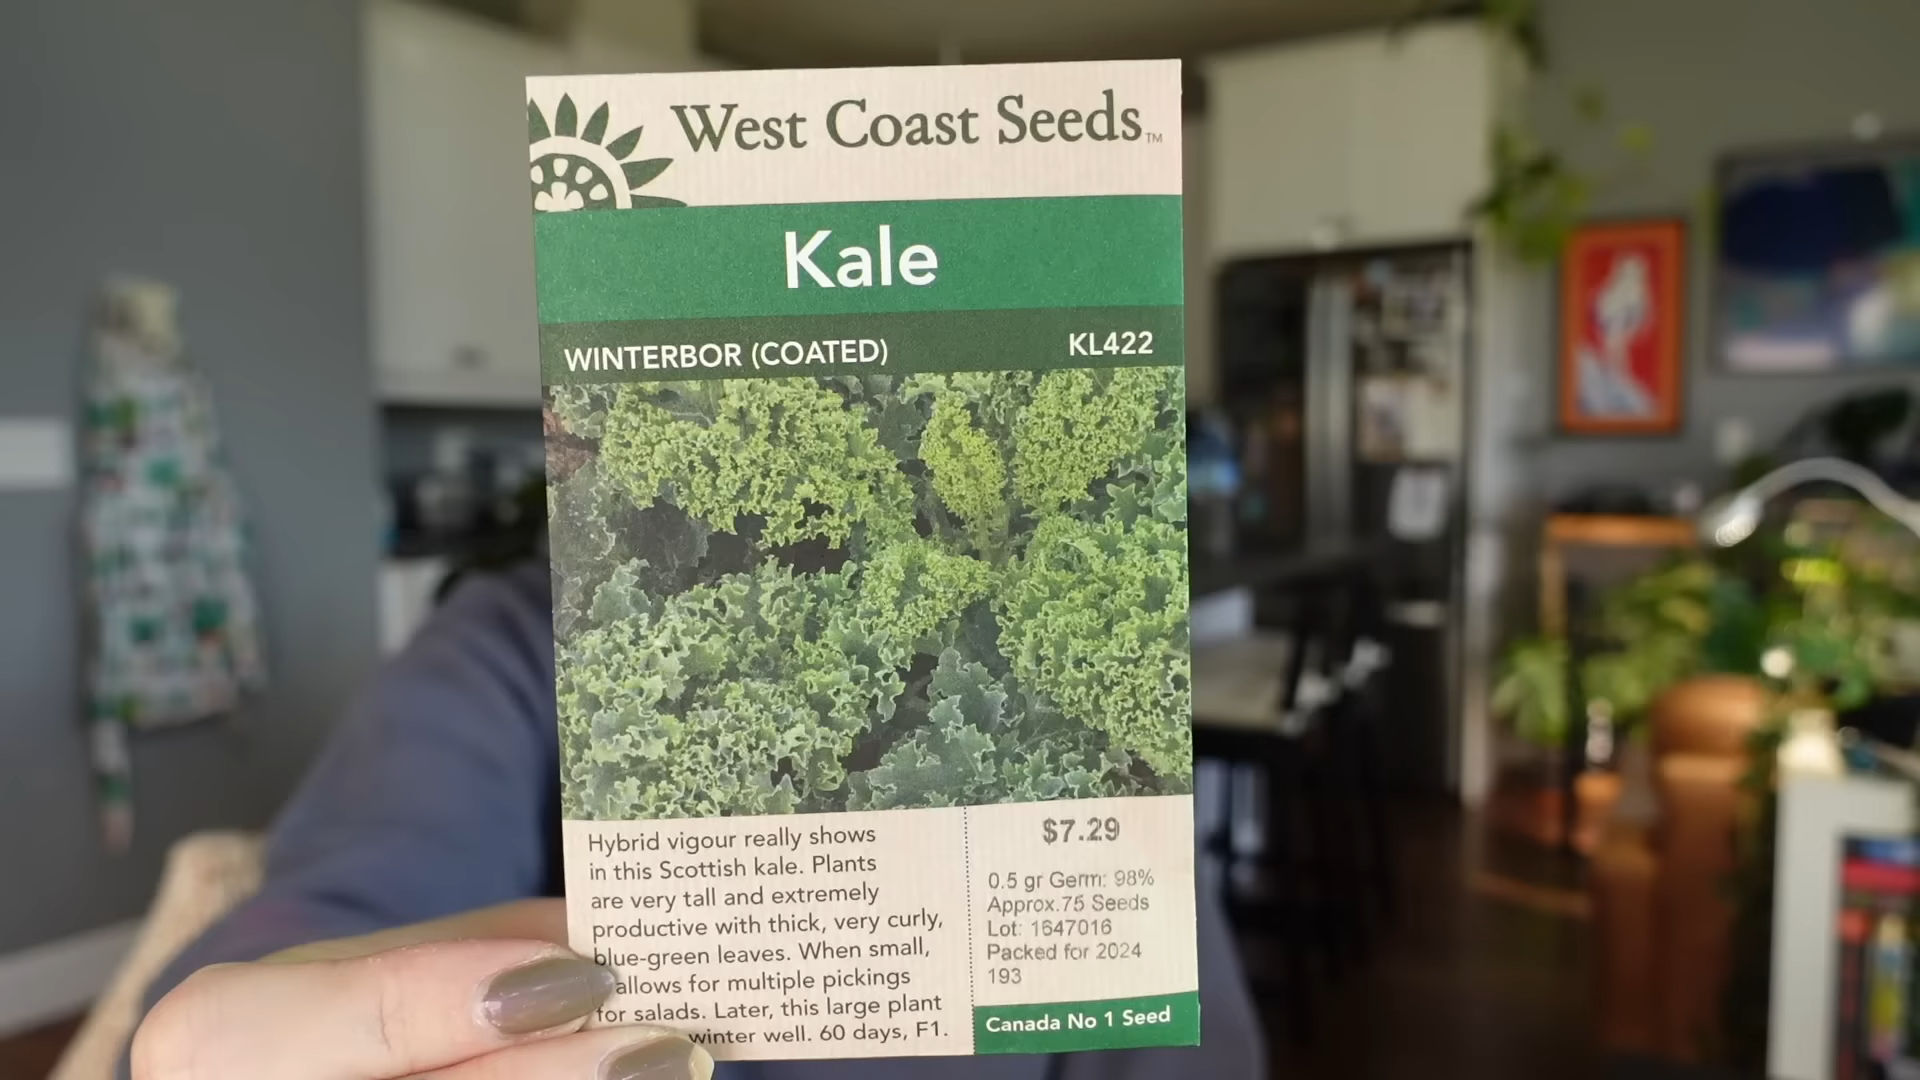 West Coast Seeds™
Kale
WINTERBOR (COATED)
KL422
Hybrid vigour really shows
in this Scottish kale. Plants
are very tall and extremely
productive with thick, very curly,
blue-green leaves. When small,
allows for multiple pickings
for salads. Later, this large plant
winter well. 60 days, F1.
$7.29
0.5 gr Germ: 98%
Approx.75 Seeds
Lot: 1647016
Packed for 2024
193
Canada No 1 Seed